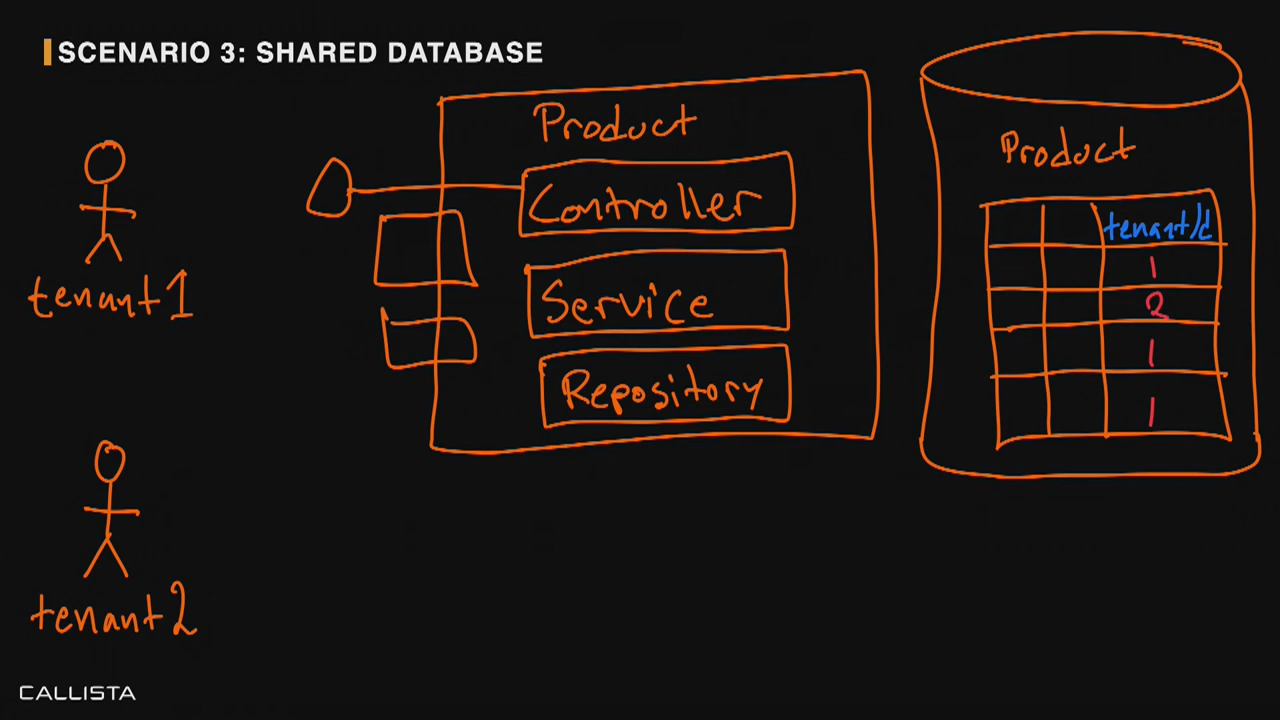 SCENARIO 3: SHARED DATABASE
Product
Controller
Service
Repository
Product
tenantId
1
2
1
1
tenant1
tenant2
CALLISTA